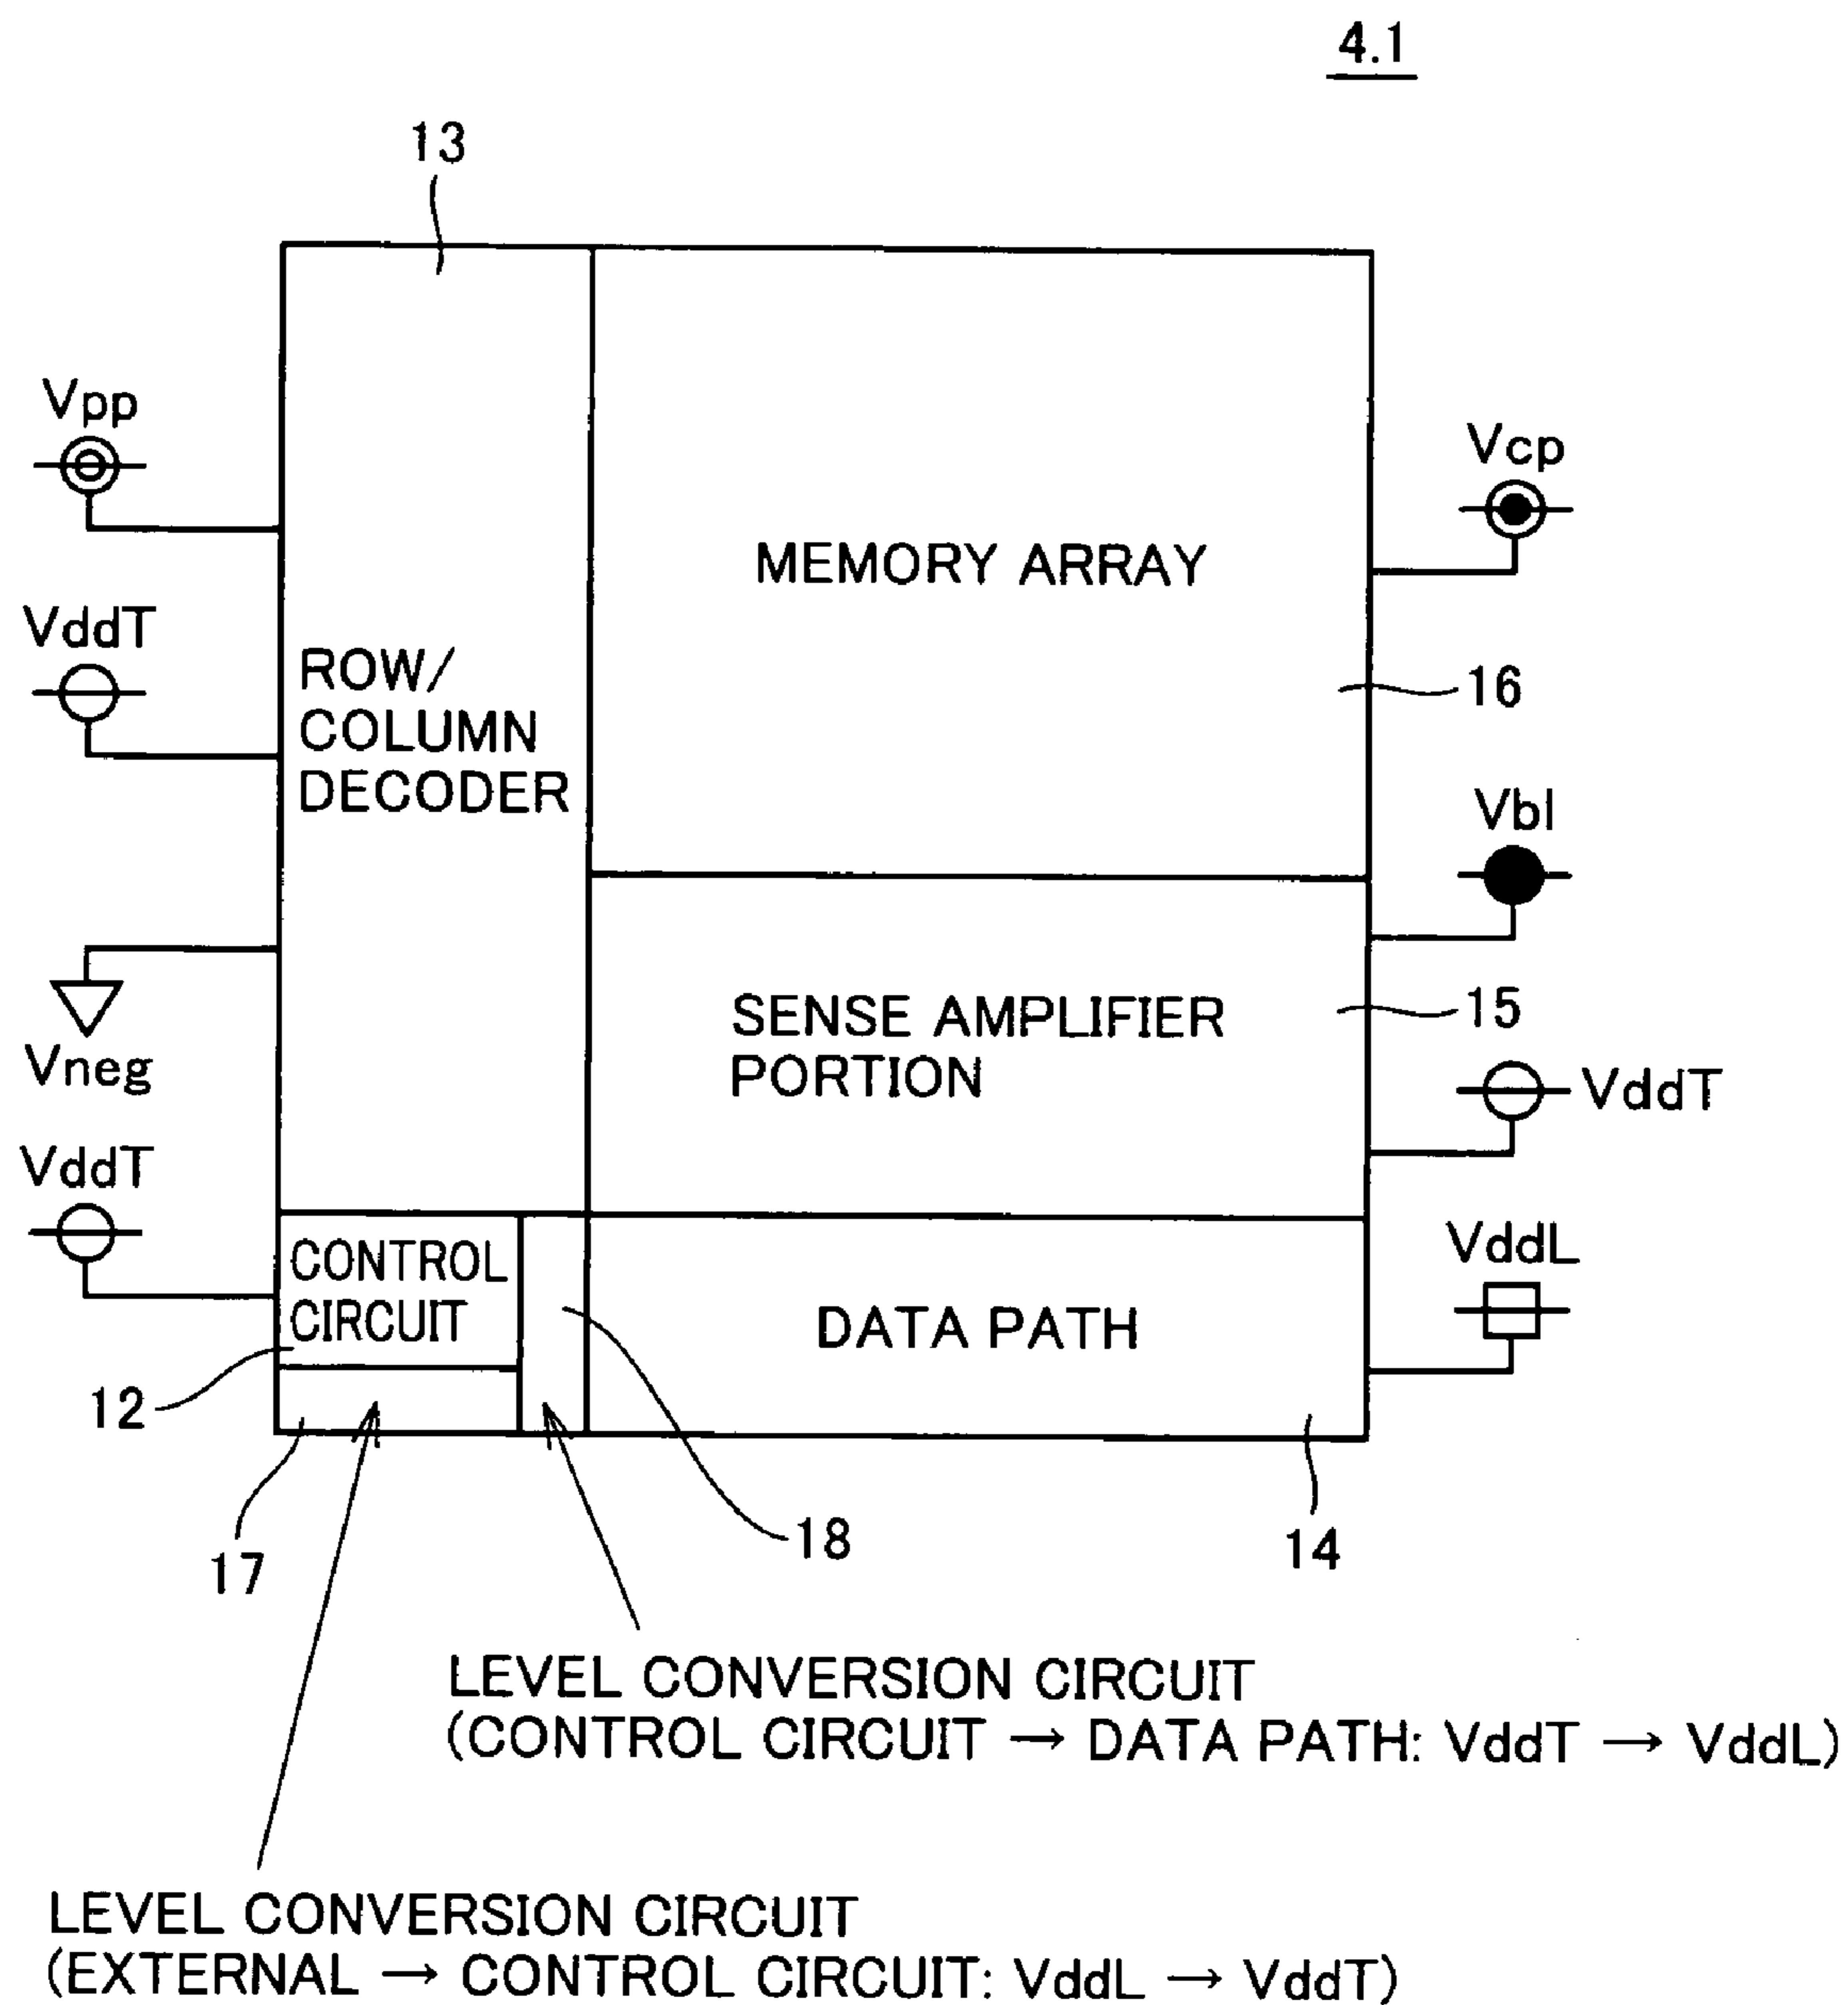 4.1
13
Vpp
Vcp
MEMORY ARRAY
VddT
ROW/
COLUMN
DECODER
16
Vbl
SENSE AMPLIFIER
PORTION
15
Vneg
VddT
VddT
CONTROL
CIRCUIT
VddL
DATA PATH
12
17
18
14
LEVEL CONVERSION CIRCUIT
(CONTROL CIRCUIT → DATA PATH: VddT → VddL)
LEVEL CONVERSION CIRCUIT
(EXTERNAL → CONTROL CIRCUIT: VddL → VddT)